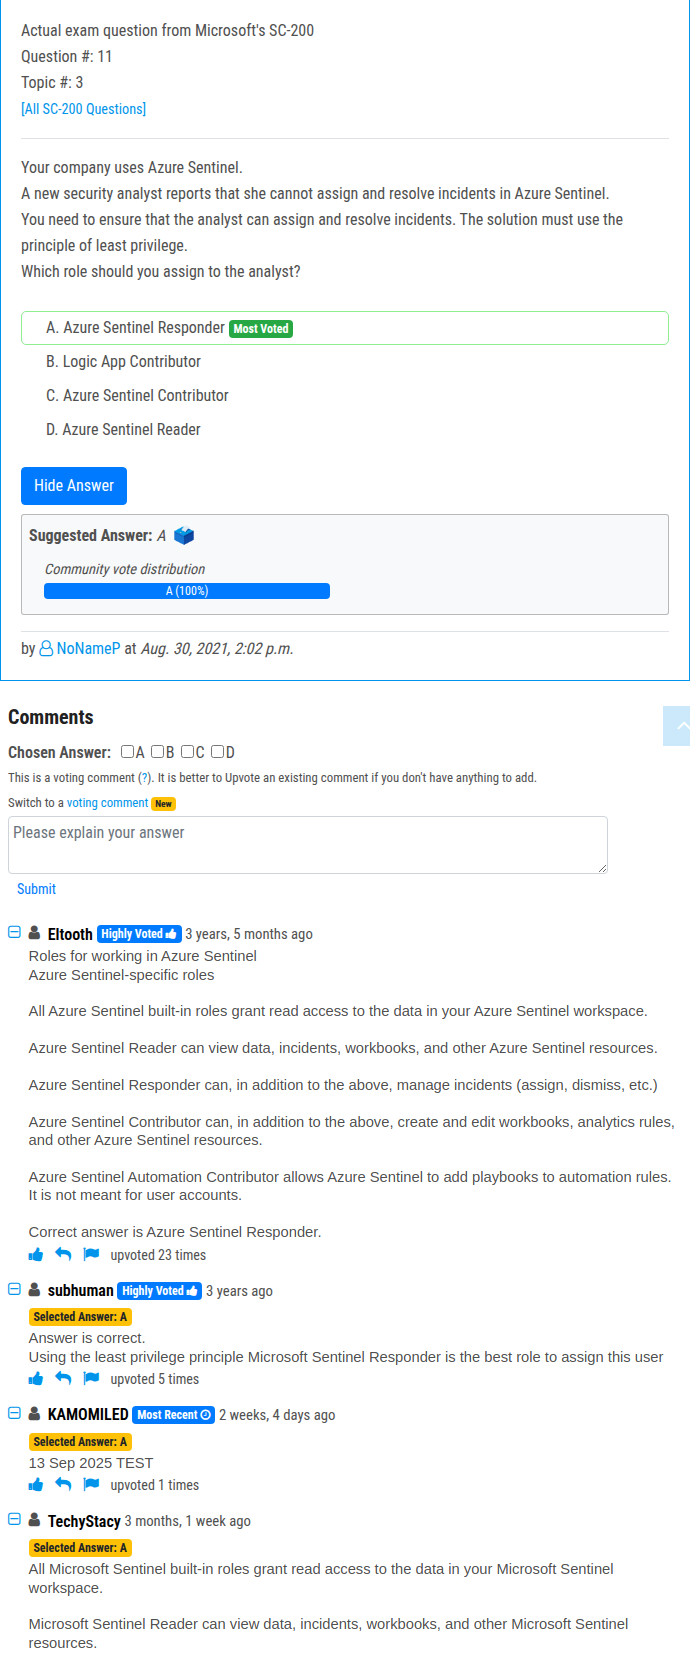 Actual exam question from Microsoft's SC-200
Question #: 11
Topic #: 3
[All SC-200 Questions]
Your company uses Azure Sentinel.
A new security analyst reports that she cannot assign and resolve incidents in Azure Sentinel.
You need to ensure that the analyst can assign and resolve incidents. The solution must use the
principle of least privilege.
Which role should you assign to the analyst?
A. Azure Sentinel Responder Most Voted
B. Logic App Contributor
C. Azure Sentinel Contributor
D. Azure Sentinel Reader
Hide Answer
Suggested Answer: A
Community vote distribution
A (100%)
by NoNameP at Aug. 30, 2021, 2:02 p.m.
Comments
Chosen Answer: A B C D
This is a voting comment (?). It is better to Upvote an existing comment if you don't have anything to add.
Switch to a voting comment New
Please explain your answer
Submit
Eltooth Highly Voted 3 years, 5 months ago
Roles for working in Azure Sentinel
Azure Sentinel-specific roles
All Azure Sentinel built-in roles grant read access to the data in your Azure Sentinel workspace.
Azure Sentinel Reader can view data, incidents, workbooks, and other Azure Sentinel resources.
Azure Sentinel Responder can, in addition to the above, manage incidents (assign, dismiss, etc.)
Azure Sentinel Contributor can, in addition to the above, create and edit workbooks, analytics rules,
and other Azure Sentinel resources.
Azure Sentinel Automation Contributor allows Azure Sentinel to add playbooks to automation rules.
It is not meant for user accounts.
Correct answer is Azure Sentinel Responder.
upvoted 23 times
subhuman Highly Voted 3 years ago
Selected Answer: A
Answer is correct.
Using the least privilege principle Microsoft Sentinel Responder is the best role to assign this user
upvoted 5 times
KAMOMILED Most Recent 2 weeks, 4 days ago
Selected Answer: A
13 Sep 2025 TEST
upvoted 1 times
TechyStacy 3 months, 1 week ago
Selected Answer: A
All Microsoft Sentinel built-in roles grant read access to the data in your Microsoft Sentinel
workspace.
Microsoft Sentinel Reader can view data, incidents, workbooks, and other Microsoft Sentinel
resources.